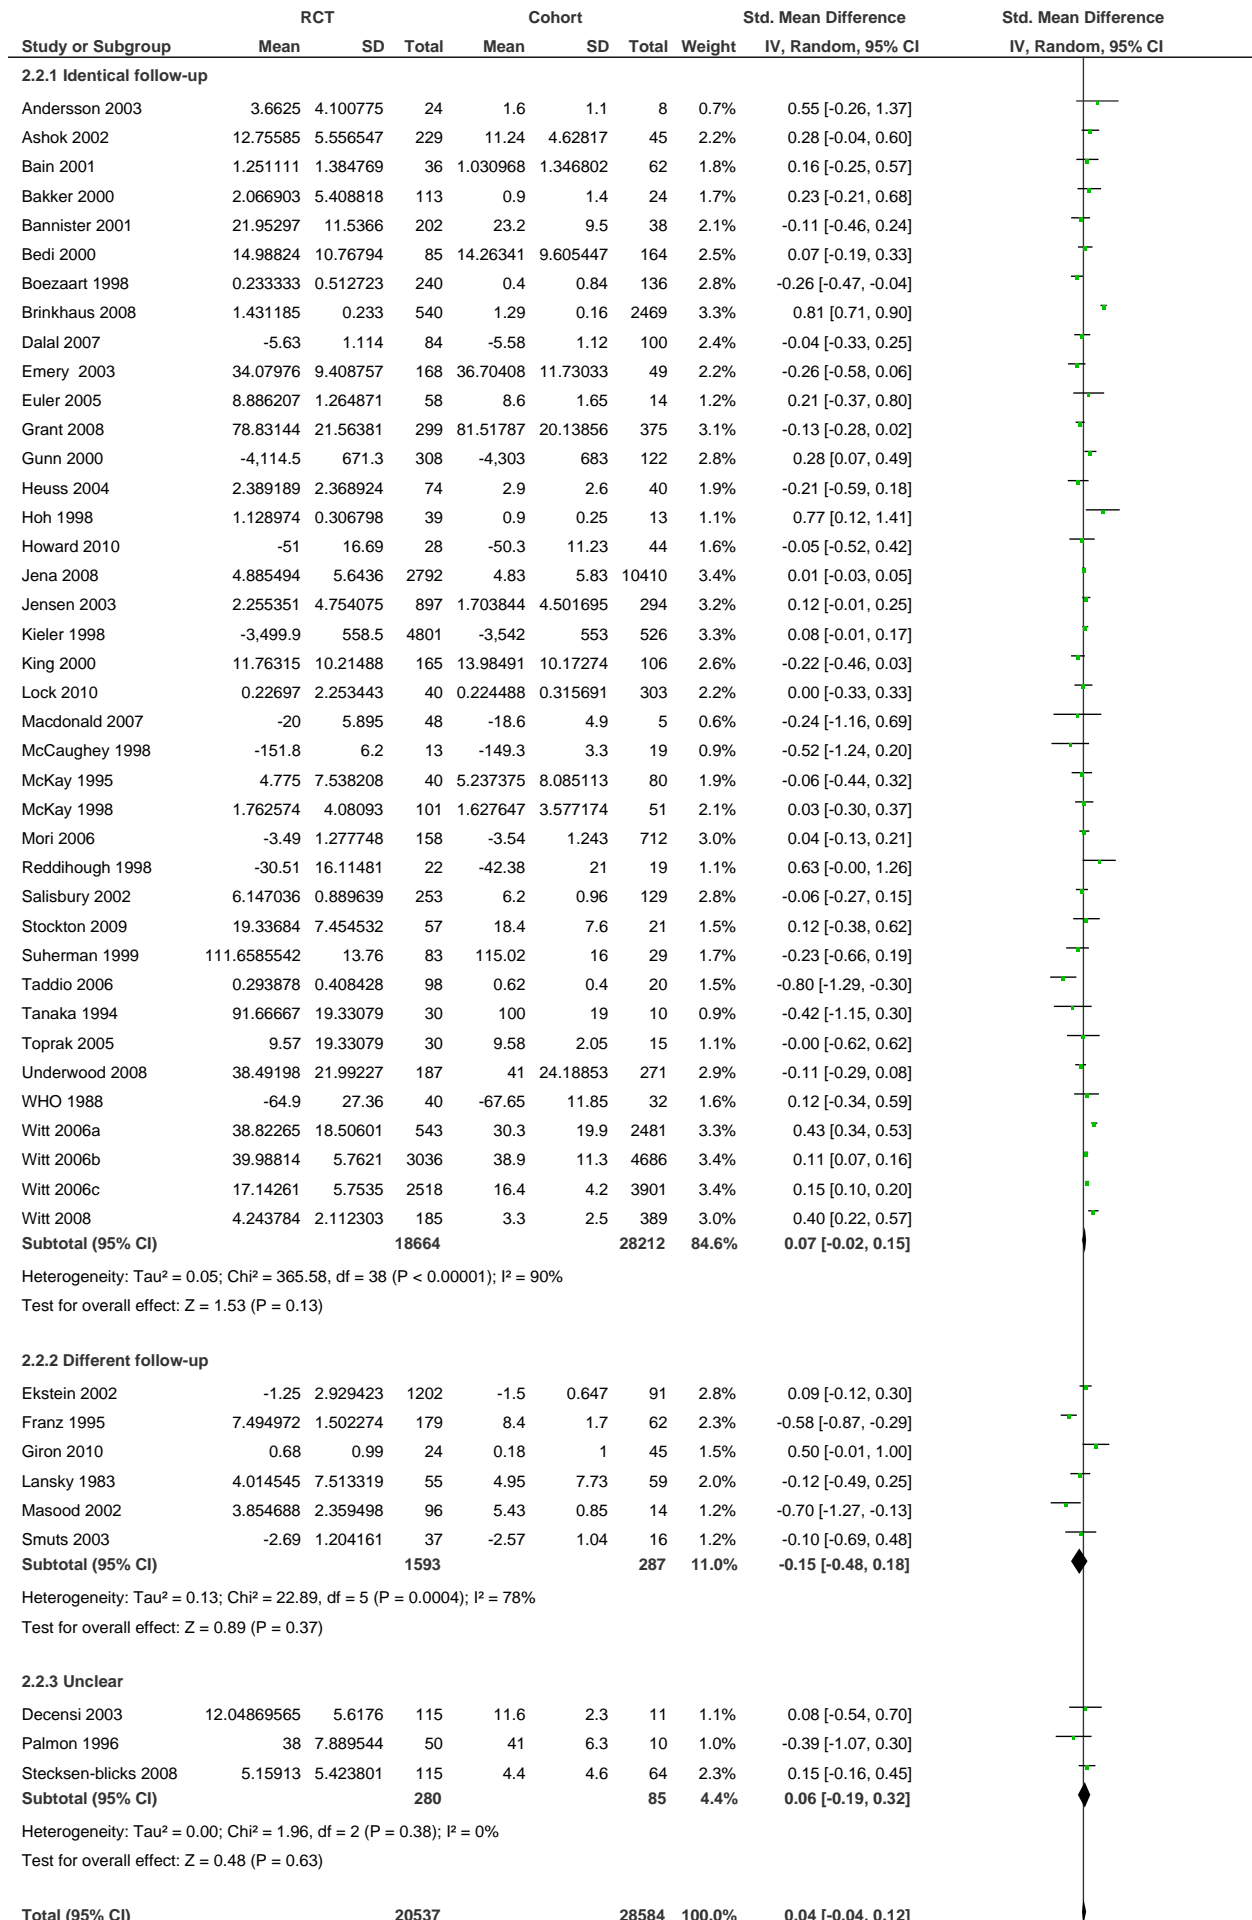 RCT Cohort Std. Mean Difference Std. Mean Difference
Study or Subgroup Mean SD Total Mean SD Total Weight IV, Random, 95% CI IV, Random, 95% CI
2.2.1 Identical follow-up
Andersson 2003 3.6625 4.100775 24 1.6 1.1 8 0.7% 0.55 [-0.26, 1.37]
Ashok 2002 12.75585 5.556547 229 11.24 4.62817 45 2.2% 0.28 [-0.04, 0.60]
Bain 2001 1.251111 1.384769 36 1.030968 1.346802 62 1.8% 0.16 [-0.25, 0.57]
Bakker 2000 2.066903 5.408818 113 0.9 1.4 24 1.7% 0.23 [-0.21, 0.68]
Bannister 2001 21.95297 11.5366 202 23.2 9.5 38 2.1% -0.11 [-0.46, 0.24]
Bedi 2000 14.98824 10.76794 85 14.26341 9.605447 164 2.5% 0.07 [-0.19, 0.33]
Boezaart 1998 0.233333 0.512723 240 0.4 0.84 136 2.8% -0.26 [-0.47, -0.04]
Brinkhaus 2008 1.431185 0.233 540 1.29 0.16 2469 3.3% 0.81 [0.71, 0.90]
Dalal 2007 -5.63 1.114 84 -5.58 1.12 100 2.4% -0.04 [-0.33, 0.25]
Emery 2003 34.07976 9.408757 168 36.70408 11.73033 49 2.2% -0.26 [-0.58, 0.06]
Euler 2005 8.886207 1.264871 58 8.6 1.65 14 1.2% 0.21 [-0.37, 0.80]
Grant 2008 78.83144 21.56381 299 81.51787 20.13856 375 3.1% -0.13 [-0.28, 0.02]
Gunn 2000 -4,114.5 671.3 308 -4,303 683 122 2.8% 0.28 [0.07, 0.49]
Heuss 2004 2.389189 2.368924 74 2.9 2.6 40 1.9% -0.21 [-0.59, 0.18]
Hoh 1998 1.128974 0.306798 39 0.9 0.25 13 1.1% 0.77 [0.12, 1.41]
Howard 2010 -51 16.69 28 -50.3 11.23 44 1.6% -0.05 [-0.52, 0.42]
Jena 2008 4.885494 5.6436 2792 4.83 5.83 10410 3.4% 0.01 [-0.03, 0.05]
Jensen 2003 2.255351 4.754075 897 1.703844 4.501695 294 3.2% 0.12 [-0.01, 0.25]
Kieler 1998 -3,499.9 558.5 4801 -3,542 553 526 3.3% 0.08 [-0.01, 0.17]
King 2000 11.76315 10.21488 165 13.98491 10.17274 106 2.6% -0.22 [-0.46, 0.03]
Lock 2010 0.22697 2.253443 40 0.224488 0.315691 303 2.2% 0.00 [-0.33, 0.33]
Macdonald 2007 -20 5.895 48 -18.6 4.9 5 0.6% -0.24 [-1.16, 0.69]
McCaughey 1998 -151.8 6.2 13 -149.3 3.3 19 0.9% -0.52 [-1.24, 0.20]
McKay 1995 4.775 7.538208 40 5.237375 8.085113 80 1.9% -0.06 [-0.44, 0.32]
McKay 1998 1.762574 4.08093 101 1.627647 3.577174 51 2.1% 0.03 [-0.30, 0.37]
Mori 2006 -3.49 1.277748 158 -3.54 1.243 712 3.0% 0.04 [-0.13, 0.21]
Reddihough 1998 -30.51 16.11481 22 -42.38 21 19 1.1% 0.63 [-0.00, 1.26]
Salisbury 2002 6.147036 0.889639 253 6.2 0.96 129 2.8% -0.06 [-0.27, 0.15]
Stockton 2009 19.33684 7.454532 57 18.4 7.6 21 1.5% 0.12 [-0.38, 0.62]
Suherman 1999 111.6585542 13.76 83 115.02 16 29 1.7% -0.23 [-0.66, 0.19]
Taddio 2006 0.293878 0.408428 98 0.62 0.4 20 1.5% -0.80 [-1.29, -0.30]
Tanaka 1994 91.66667 19.33079 30 100 19 10 0.9% -0.42 [-1.15, 0.30]
Toprak 2005 9.57 19.33079 30 9.58 2.05 15 1.1% -0.00 [-0.62, 0.62]
Underwood 2008 38.49198 21.99227 187 41 24.18853 271 2.9% -0.11 [-0.29, 0.08]
WHO 1988 -64.9 27.36 40 -67.65 11.85 32 1.6% 0.12 [-0.34, 0.59]
Witt 2006a 38.82265 18.50601 543 30.3 19.9 2481 3.3% 0.43 [0.34, 0.53]
Witt 2006b 39.98814 5.7621 3036 38.9 11.3 4686 3.4% 0.11 [0.07, 0.16]
Witt 2006c 17.14261 5.7535 2518 16.4 4.2 3901 3.4% 0.15 [0.10, 0.20]
Witt 2008 4.243784 2.112303 185 3.3 2.5 389 3.0% 0.40 [0.22, 0.57]
Subtotal (95% CI) 18664 28212 84.6% 0.07 [-0.02, 0.15]
Heterogeneity: Tau² = 0.05; Chi² = 365.58, df = 38 (P < 0.00001); I² = 90%
Test for overall effect: Z = 1.53 (P = 0.13)
2.2.2 Different follow-up
Ekstein 2002 -1.25 2.929423 1202 -1.5 0.647 91 2.8% 0.09 [-0.12, 0.30]
Franz 1995 7.494972 1.502274 179 8.4 1.7 62 2.3% -0.58 [-0.87, -0.29]
Giron 2010 0.68 0.99 24 0.18 1 45 1.5% 0.50 [-0.01, 1.00]
Lansky 1983 4.014545 7.513319 55 4.95 7.73 59 2.0% -0.12 [-0.49, 0.25]
Masood 2002 3.854688 2.359498 96 5.43 0.85 14 1.2% -0.70 [-1.27, -0.13]
Smuts 2003 -2.69 1.204161 37 -2.57 1.04 16 1.2% -0.10 [-0.69, 0.48]
Subtotal (95% CI) 1593 287 11.0% -0.15 [-0.48, 0.18]
Heterogeneity: Tau² = 0.13; Chi² = 22.89, df = 5 (P = 0.0004); I² = 78%
Test for overall effect: Z = 0.89 (P = 0.37)
2.2.3 Unclear
Decensi 2003 12.04869565 5.6176 115 11.6 2.3 11 1.1% 0.08 [-0.54, 0.70]
Palmon 1996 38 7.889544 50 41 6.3 10 1.0% -0.39 [-1.07, 0.30]
Stecksen-blicks 2008 5.15913 5.423801 115 4.4 4.6 64 2.3% 0.15 [-0.16, 0.45]
Subtotal (95% CI) 280 85 4.4% 0.06 [-0.19, 0.32]
Heterogeneity: Tau² = 0.00; Chi² = 1.96, df = 2 (P = 0.38); I² = 0%
Test for overall effect: Z = 0.48 (P = 0.63)
Total (95% CI) 20537 28584 100.0% 0.04 [-0.04, 0.12]